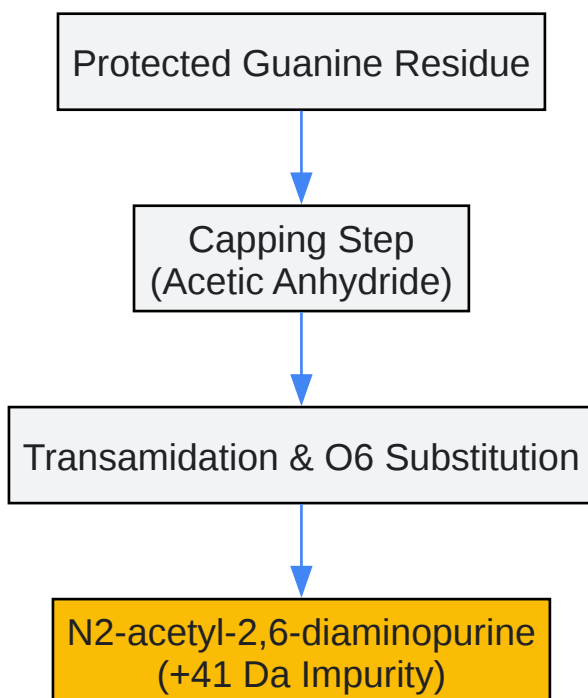 Protected Guanine Residue
Capping Step
(Acetic Anhydride)
Transamidation & O6 Substitution
N2-acetyl-2,6-diaminopurine
(+41 Da Impurity)